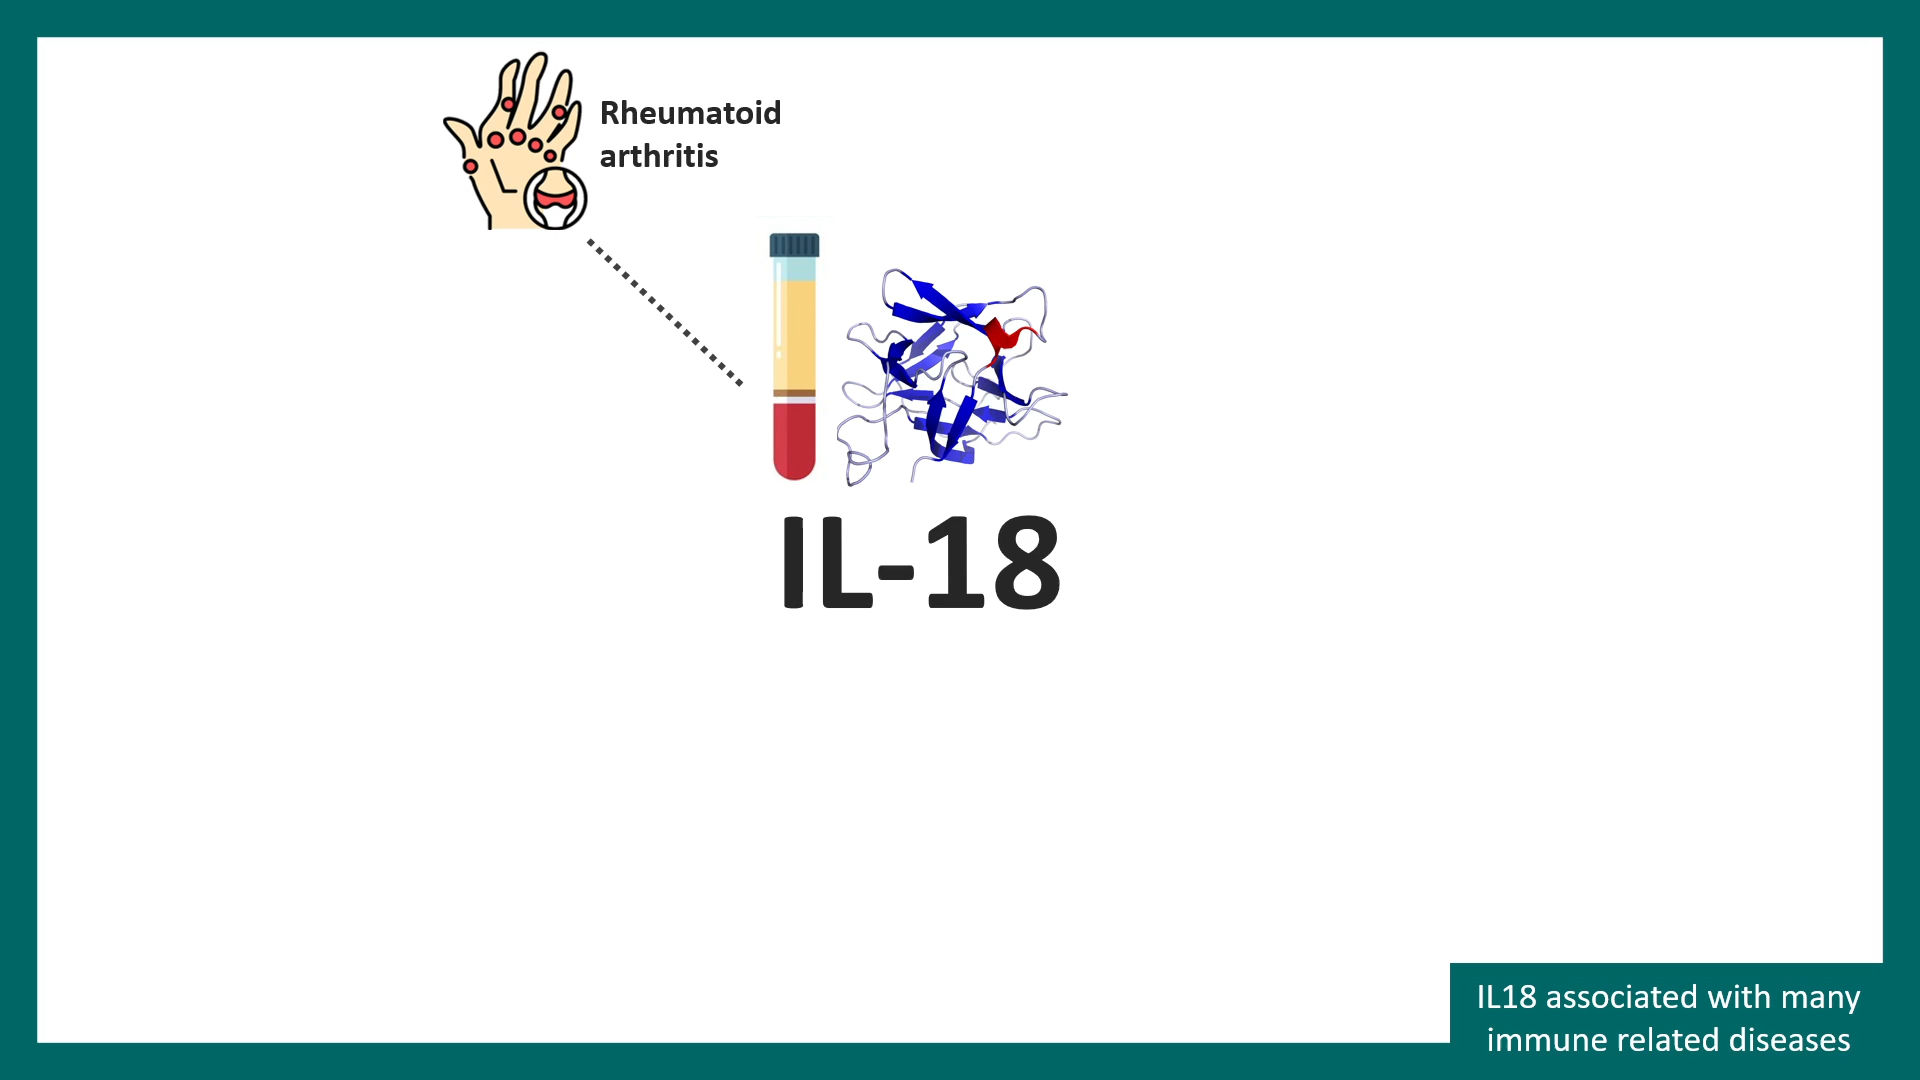 Rheumatoid
arthritis
IL-18
IL18 associated with many
immune related diseases